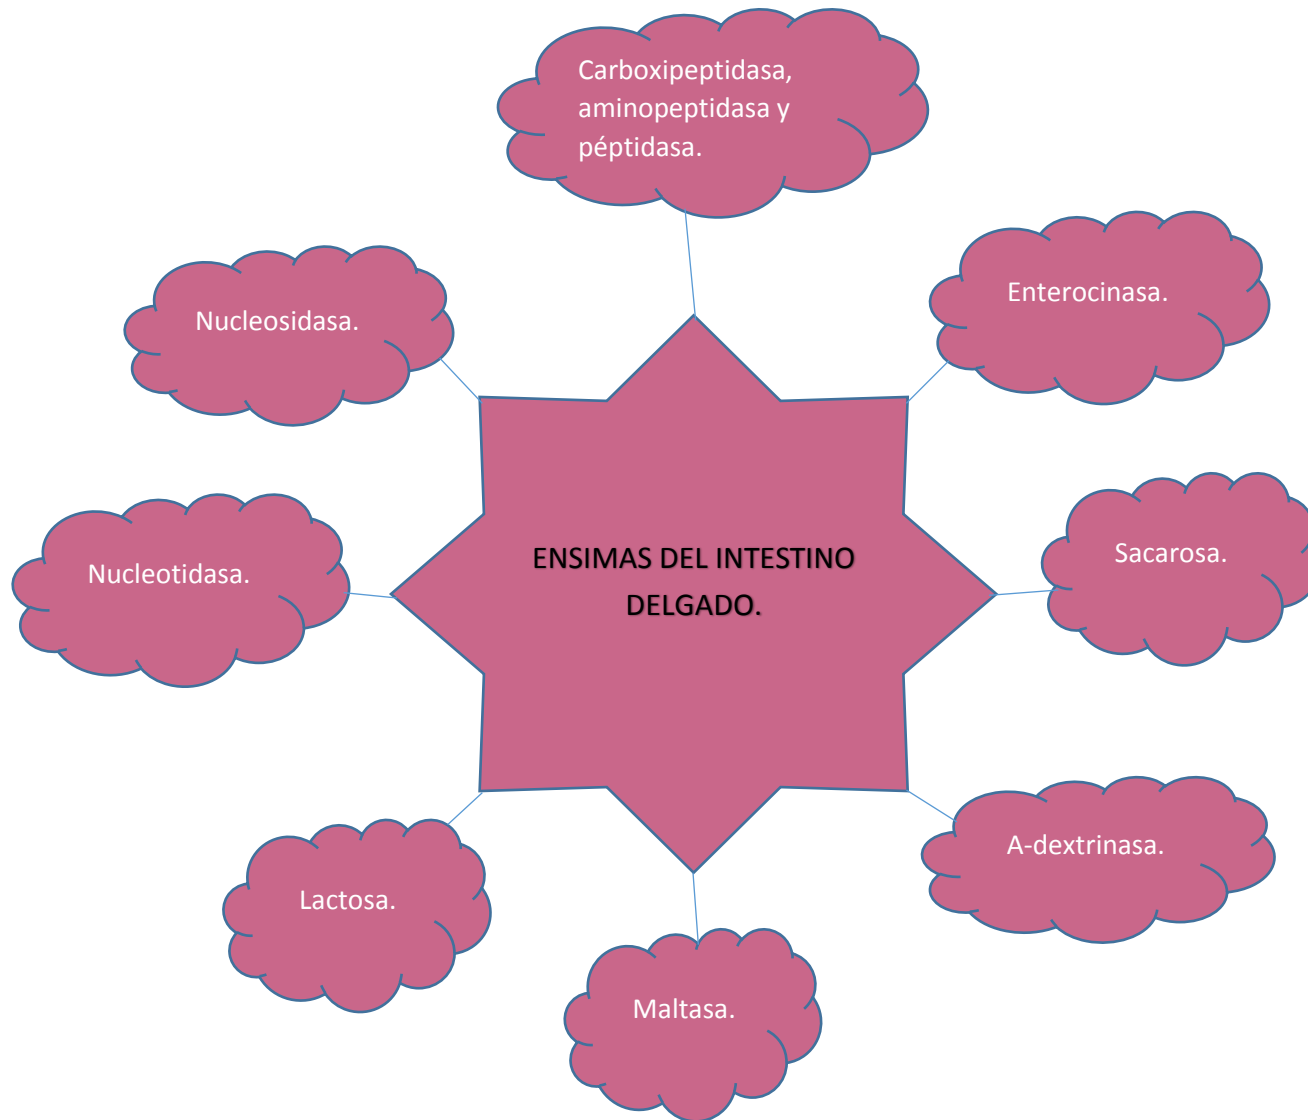 Carboxipeptidasa,
aminopeptidasa y
péptidasa.
Enterocinasa.
Nucleosidasa.
ENSIMAS DEL INTESTINO
DELGADO.
Sacarosa.
Nucleotidasa.
A-dextrinasa.
Lactosa.
Maltasa.